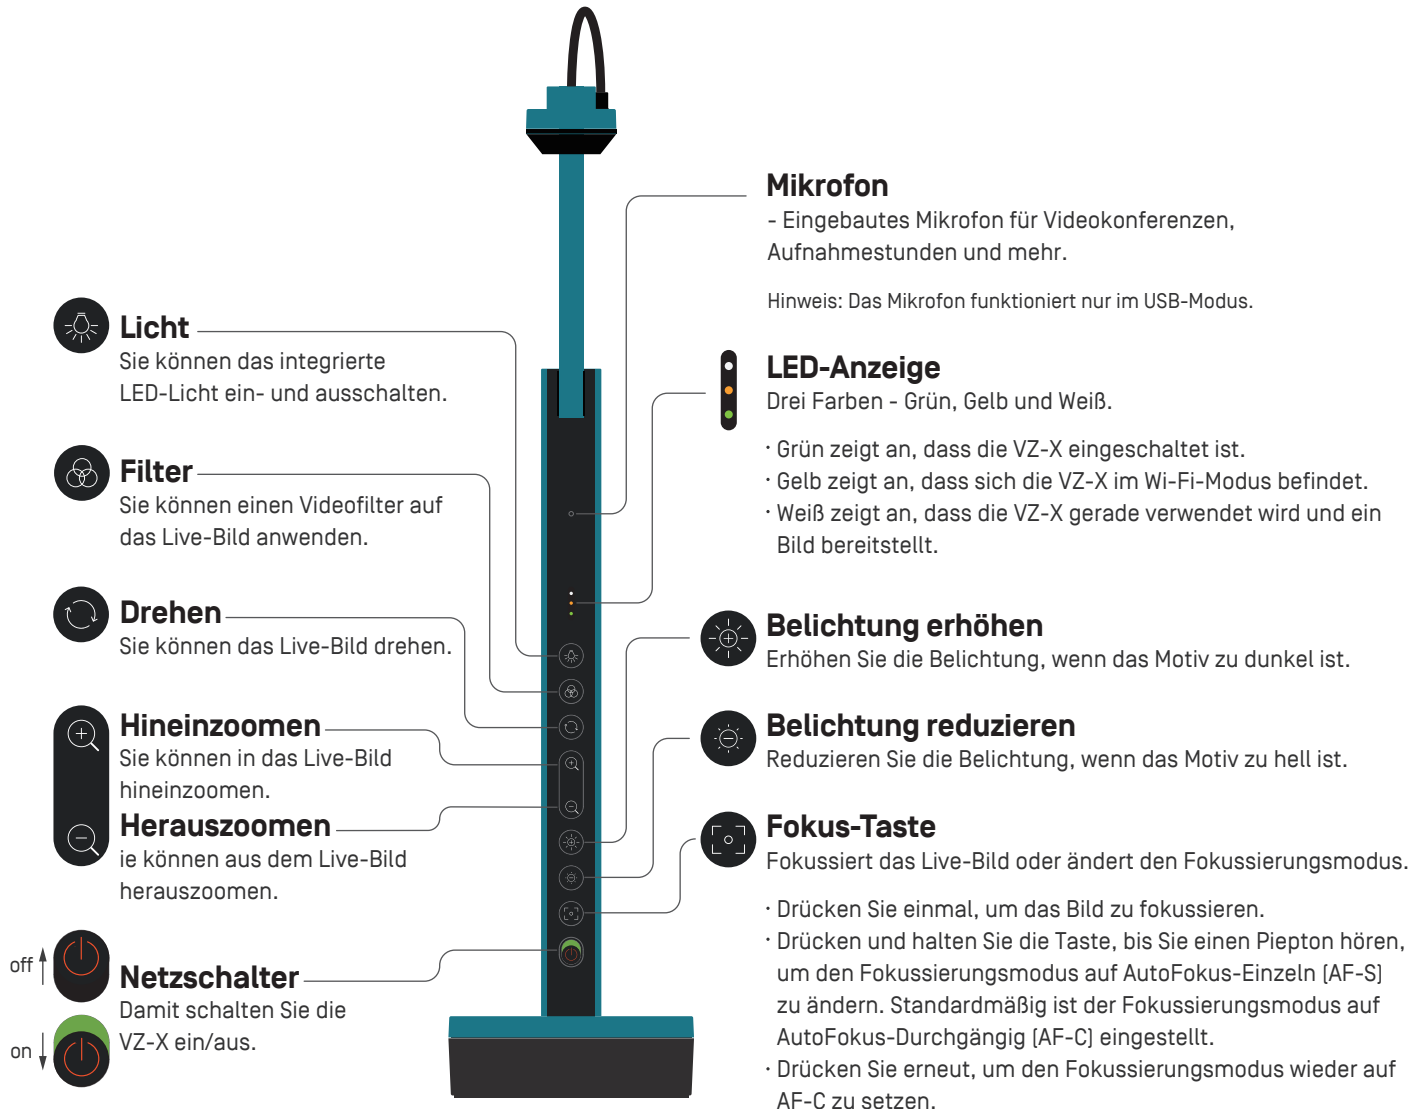 Licht
Sie können das integrierte
LED-Licht ein- und ausschalten.
Filter
Sie können einen Videofilter auf
das Live-Bild anwenden.
Drehen
Sie können das Live-Bild drehen.
Hineinzoomen
Sie können in das Live-Bild
hineinzoomen.
Herauszoomen
ie können aus dem Live-Bild
herauszoomen.
off
on
Netzschalter
Damit schalten Sie die
VZ-X ein/aus.
Mikrofon
- Eingebautes Mikrofon für Videokonferenzen,
Aufnahmestunden und mehr.
Hinweis: Das Mikrofon funktioniert nur im USB-Modus.
LED-Anzeige
Drei Farben - Grün, Gelb und Weiß.
· Grün zeigt an, dass die VZ-X eingeschaltet ist.
· Gelb zeigt an, dass sich die VZ-X im Wi-Fi-Modus befindet.
· Weiß zeigt an, dass die VZ-X gerade verwendet wird und ein
Bild bereitstellt.
Belichtung erhöhen
Erhöhen Sie die Belichtung, wenn das Motiv zu dunkel ist.
Belichtung reduzieren
Reduzieren Sie die Belichtung, wenn das Motiv zu hell ist.
Fokus-Taste
Fokussiert das Live-Bild oder ändert den Fokussierungsmodus.
· Drücken Sie einmal, um das Bild zu fokussieren.
· Drücken und halten Sie die Taste, bis Sie einen Piepton hören,
um den Fokussierungsmodus auf AutoFokus-Einzeln (AF-S)
zu ändern. Standardmäßig ist der Fokussierungsmodus auf
AutoFokus-Durchgängig (AF-C) eingestellt.
· Drücken Sie erneut, um den Fokussierungsmodus wieder auf
AF-C zu setzen.